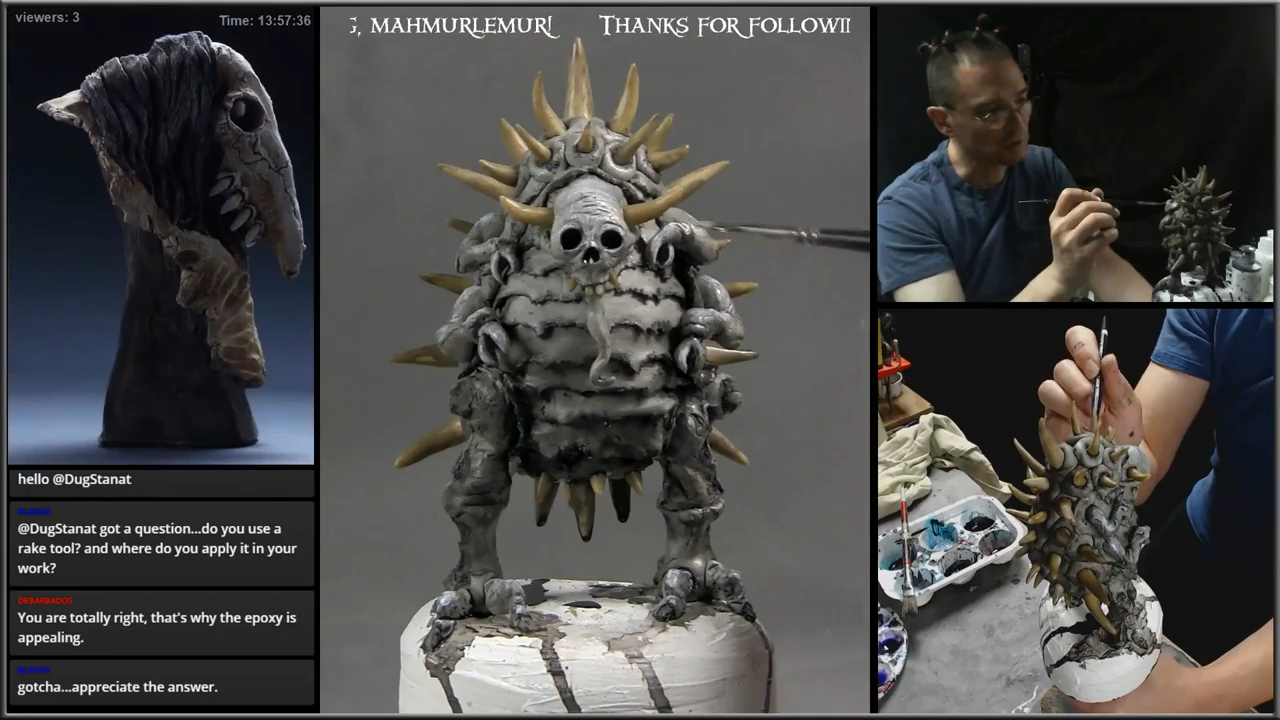 viewers: 3
Time: 13:57:36
G, MAHMURLEMUR! THANKS FOR FOLLOWI
hello @DugStanat
@DugStanat got a question...do you use a
rake tool? and where do you apply it in your
work?
DRBARBADOS
You are totally right, that's why the epoxy is
appealing.
gotcha...appreciate the answer.